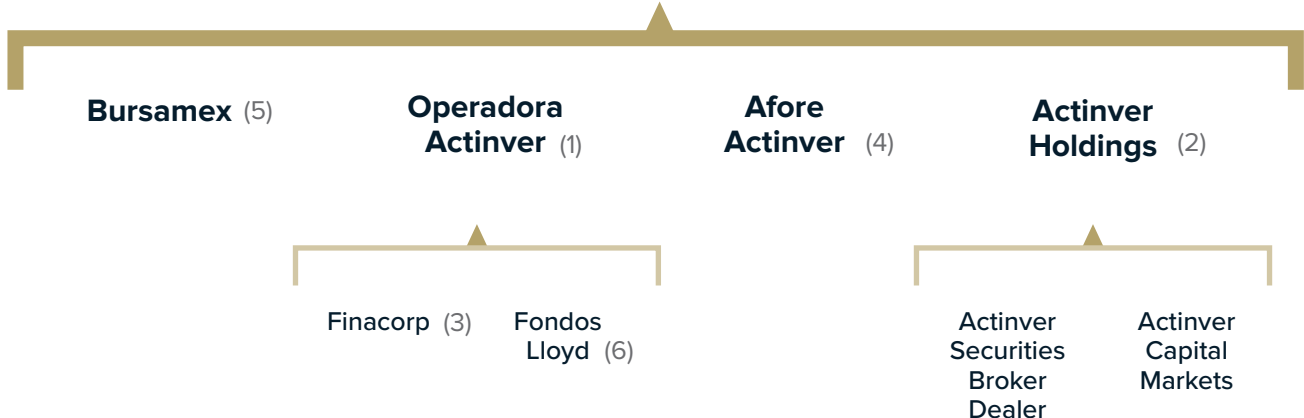 Bursamex (5)
Operadora
Actinver (1)
Afore
Actinver (4)
Actinver
Holdings (2)
Finacorp (3)
Fondos
Lloyd (6)
Actinver
Securities
Broker
Dealer
Actinver
Capital
Markets